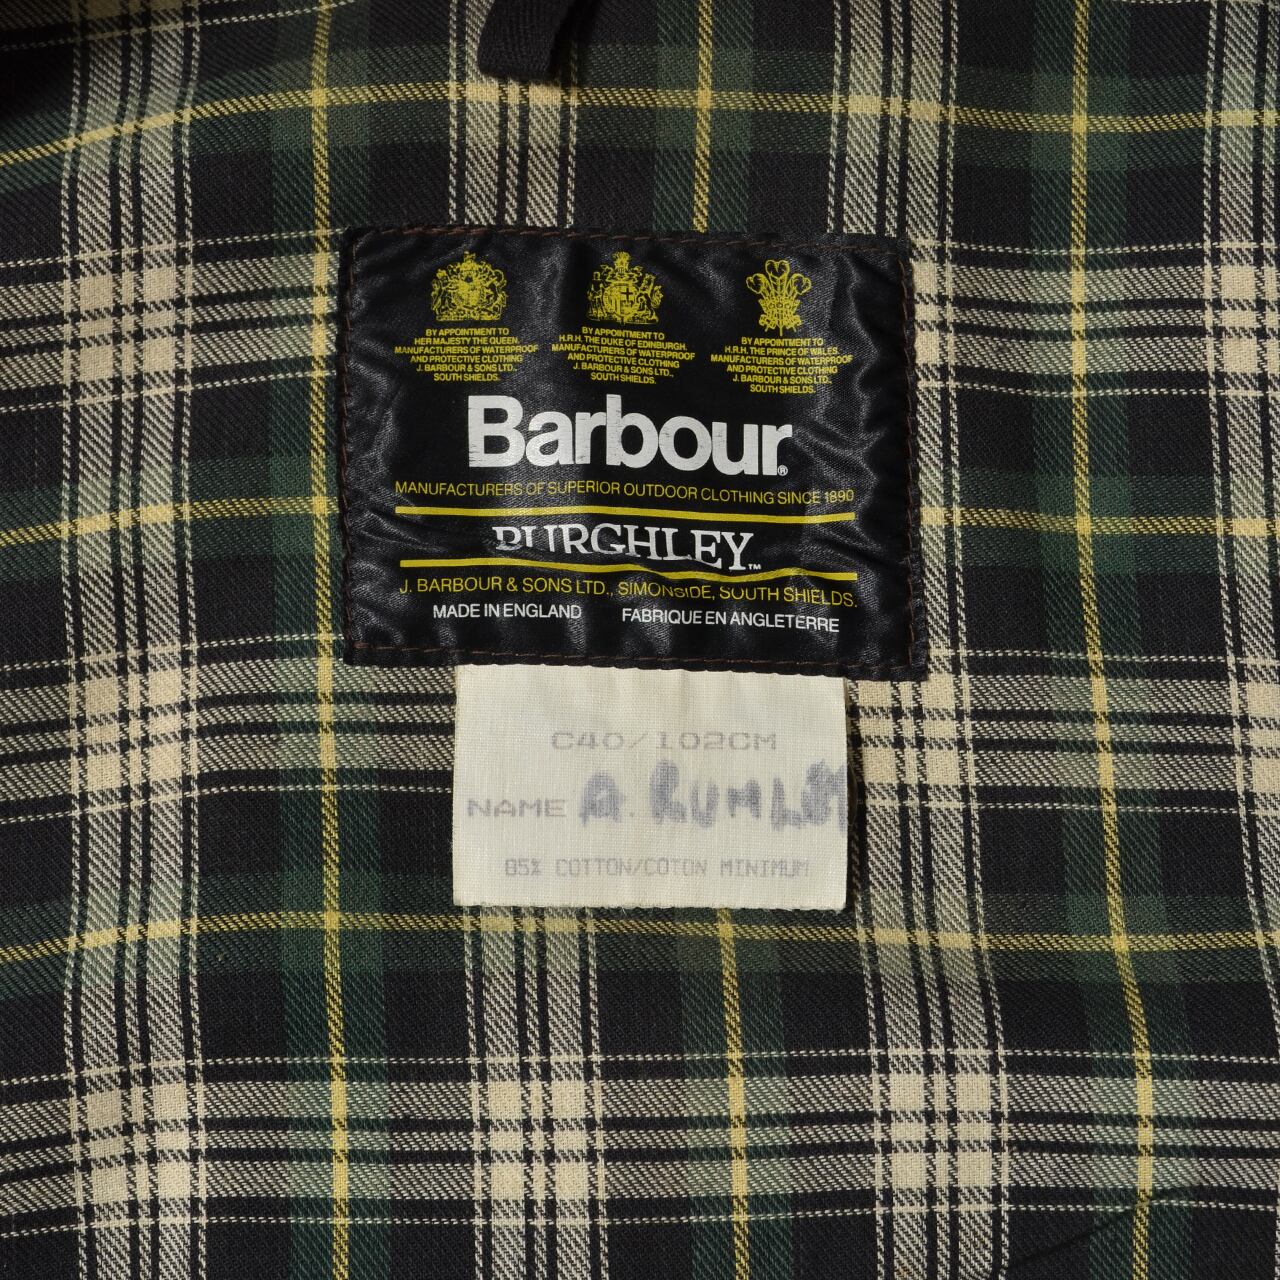 BY APPOINTMENT TO
HER MAJESTY THE QUEEN.
MANUFACTURERS OF WATERPROOF
AND PROTECTIVE CLOTHING
J. BARBOUR & SONS LTD.,
SOUTH SHIELDS.
BY APPOINTMENT TO
H.R.H. THE DUKE OF EDINBURGH.
MANUFACTURERS OF WATERPROOF
AND PROTECTIVE CLOTHING
J. BARBOUR & SONS LTD.,
SOUTH SHIELDS.
BY APPOINTMENT TO
H.R.H. THE PRINCE OF WALES.
MANUFACTURERS OF WATERPROOF
AND PROTECTIVE CLOTHING
J. BARBOUR & SONS LTD.,
SOUTH SHIELDS.
Barbour®
MANUFACTURERS OF SUPERIOR OUTDOOR CLOTHING SINCE 1890
BURGHLEY™
J. BARBOUR & SONS LTD., SIMONSIDE, SOUTH SHIELDS.
MADE IN ENGLAND FABRIQUE EN ANGLETERRE
C40/102CM
NAME A.
85% COTTON/COTON MINIMUM